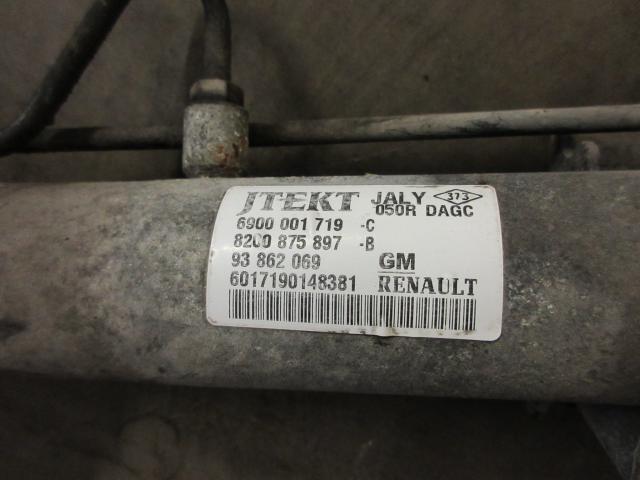 JTEKT JALY 373
050R DAGC
6900 001 719 -C
8200 875 897 -B
93 862 069 GM
6017190148381 RENAULT